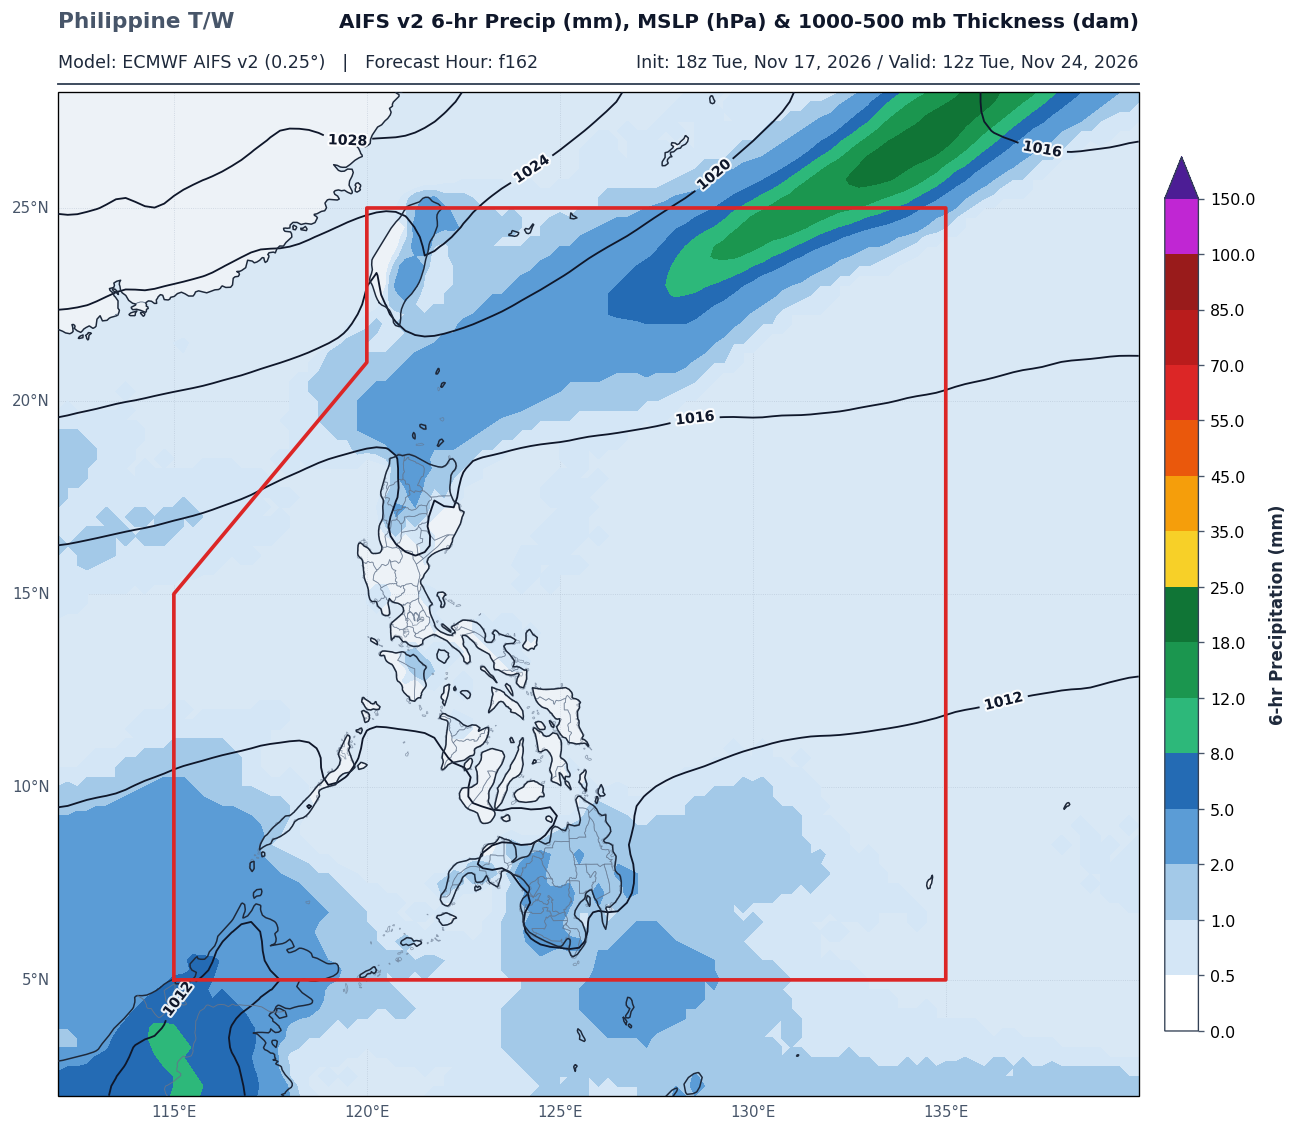 Philippine T/W
AIFS v2 6-hr Precip (mm), MSLP (hPa) & 1000-500 mb Thickness (dam)
Model: ECMWF AIFS v2 (0.25°) | Forecast Hour: f162
Init: 18z Tue, Nov 17, 2026 / Valid: 12z Tue, Nov 24, 2026
1028
1024
1020
1016
1016
1012
1012
25°N
20°N
15°N
10°N
5°N
115°E
120°E
125°E
130°E
135°E
150.0
100.0
85.0
70.0
55.0
45.0
35.0
25.0
18.0
12.0
8.0
5.0
2.0
1.0
0.5
0.0
6-hr Precipitation (mm)